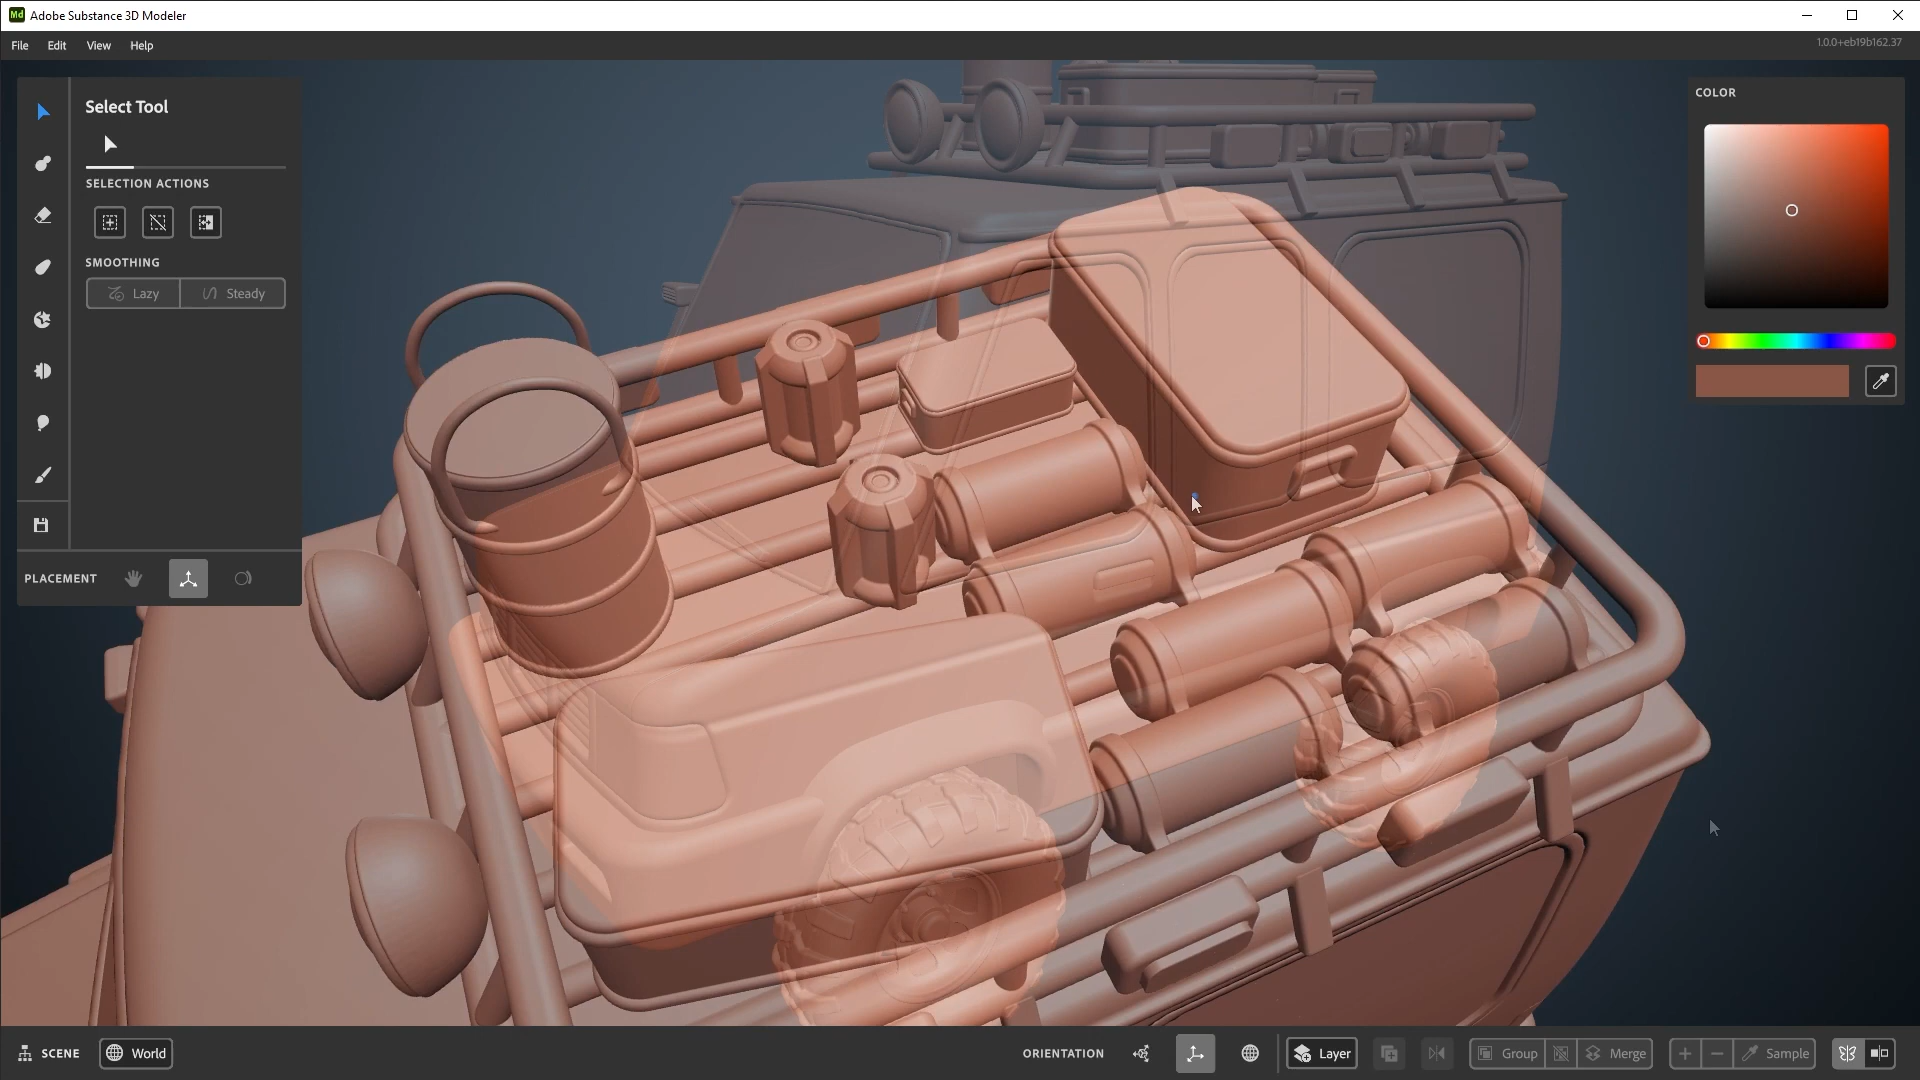 Md Adobe Substance 3D Modeler
File Edit View Help
1.0.0+eb19b162.37
Select Tool
SELECTION ACTIONS
SMOOTHING
Lazy Steady
PLACEMENT
COLOR
SCENE World
ORIENTATION Layer Group Merge Sample